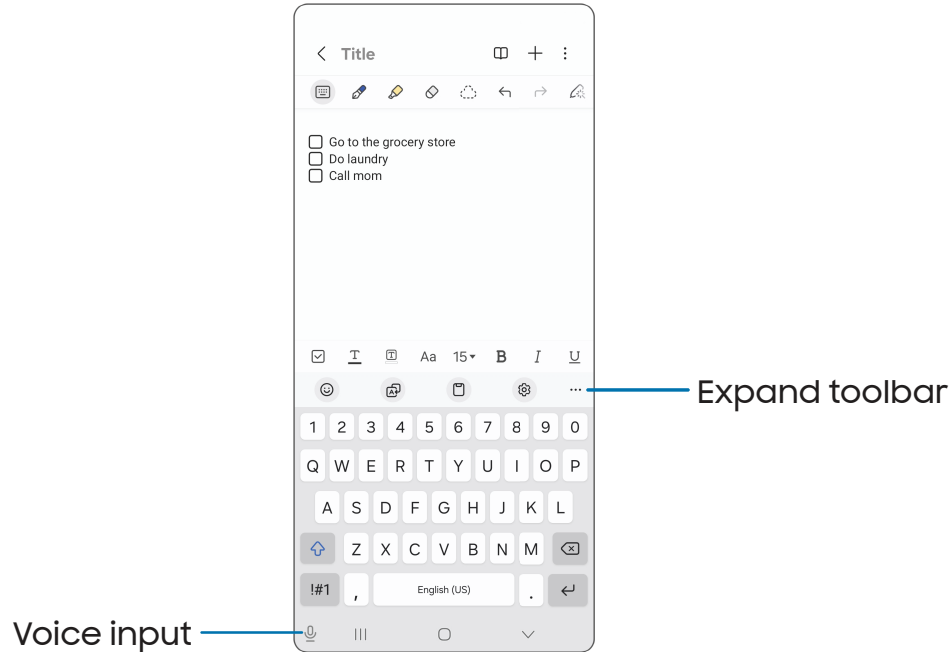 Title
Go to the grocery store
Do laundry
Call mom
T T Aa 15 B I U
A
Expand toolbar
1 2 3 4 5 6 7 8 9 0
Q W E R T Y U I O P
A S D F G H J K L
Z X C V B N M
!#1 , English (US) .
Voice input